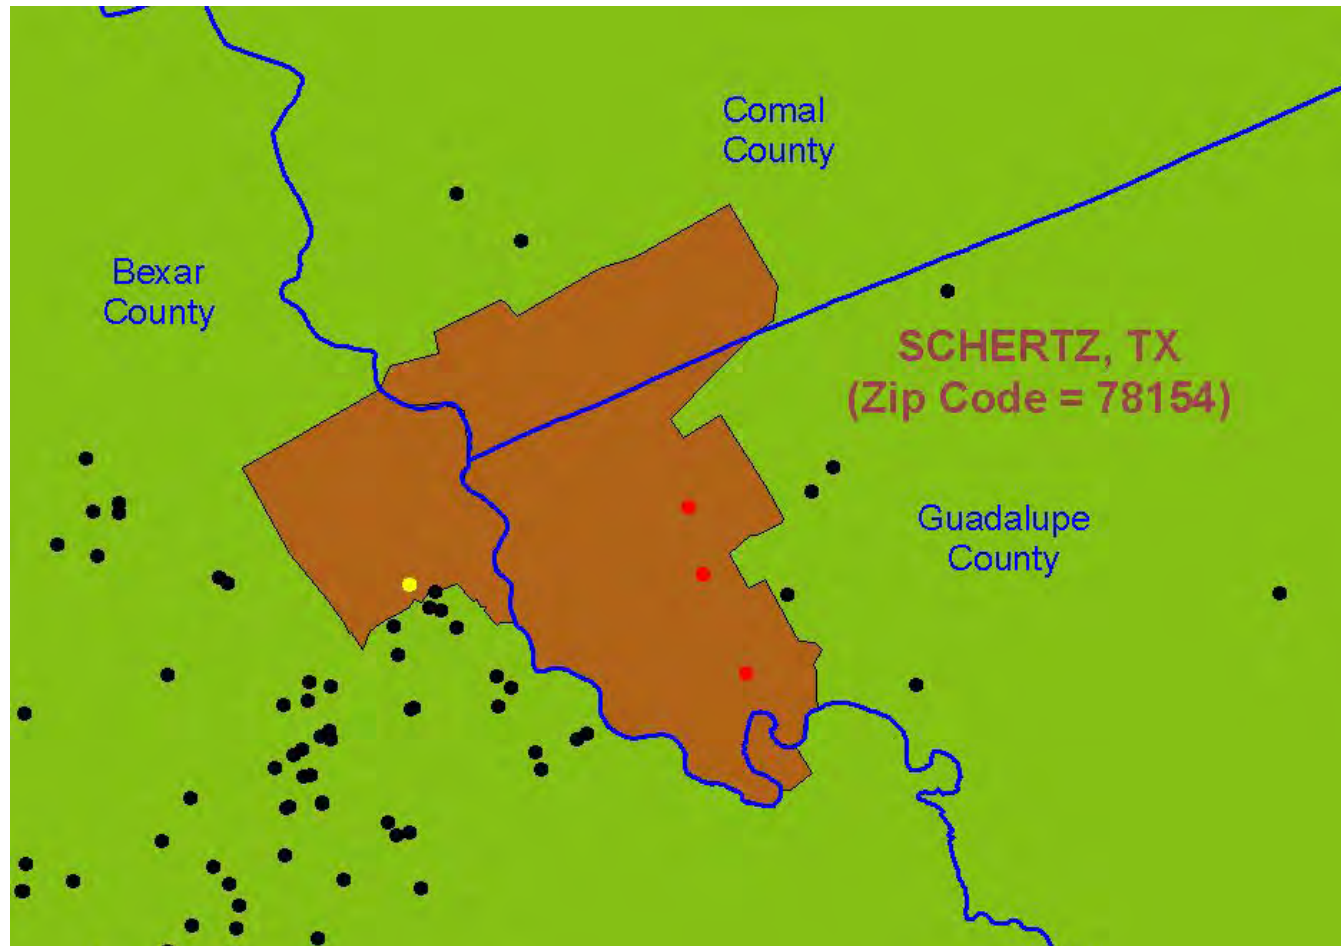 Comal
County
Bexar
County
SCHERTZ, TX
(Zip Code = 78154)
Guadalupe
County